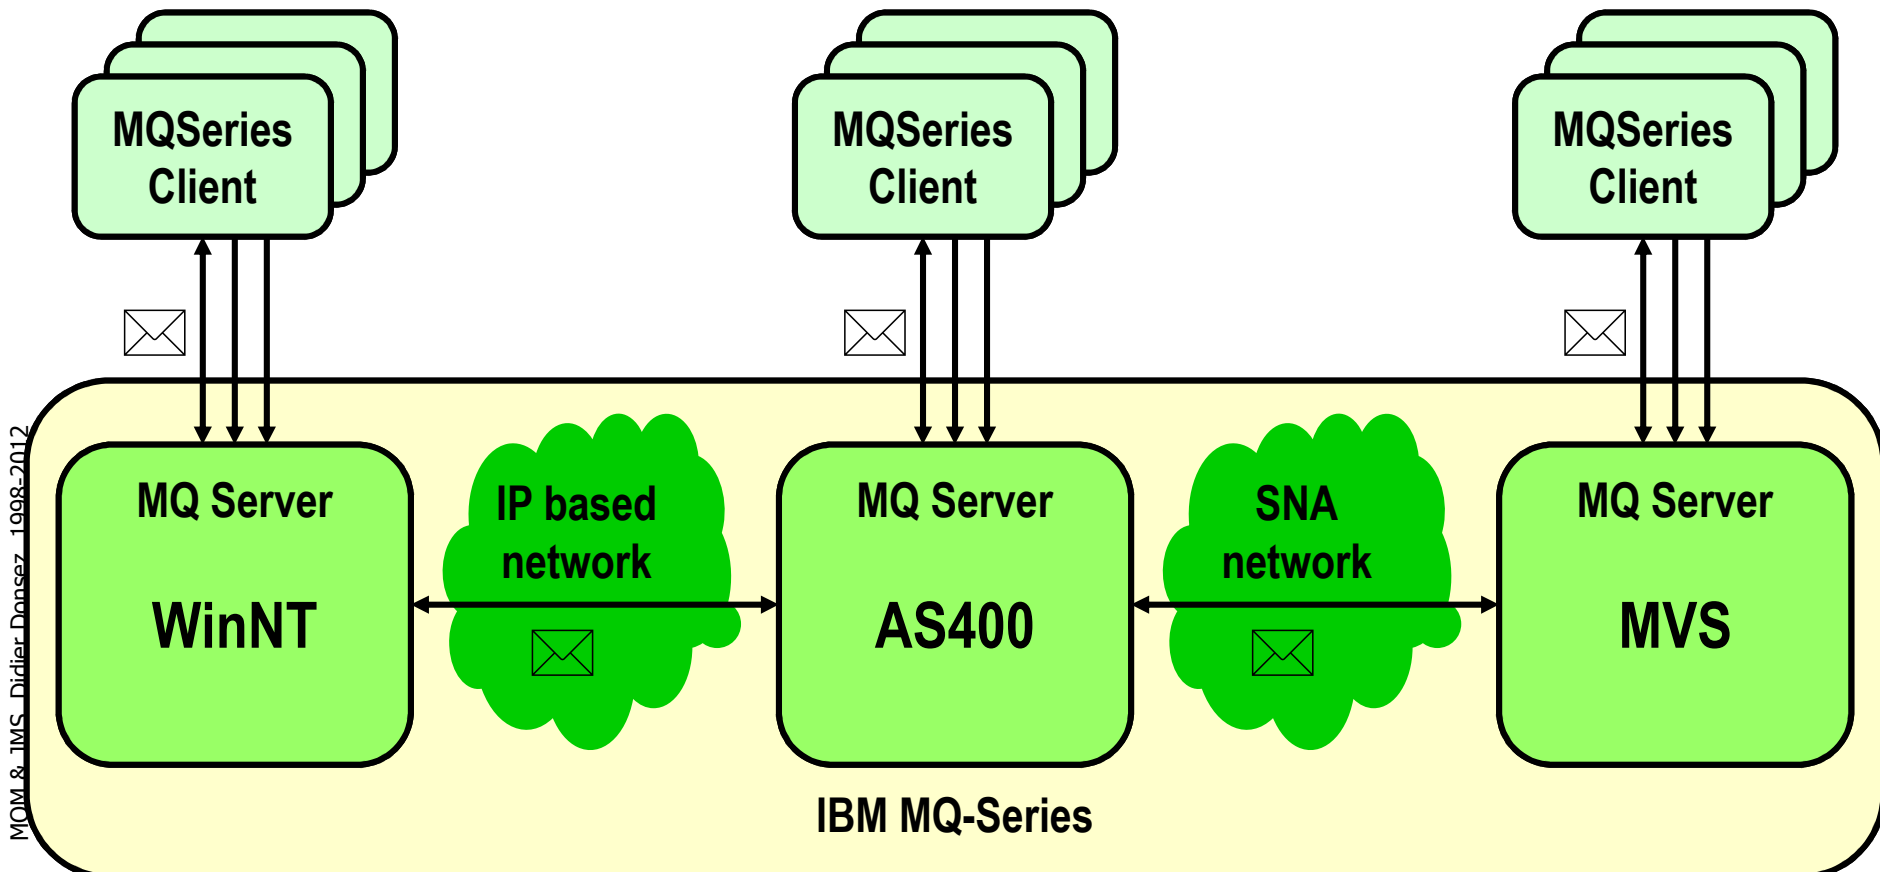 MQSeries
Client
MQSeries
Client
MQSeries
Client
MQ Server
WinNT
IP based
network
MQ Server
AS400
SNA
network
MQ Server
MVS
IBM MQ-Series
MOM & JMS, Didier Donsez, 1998-2012